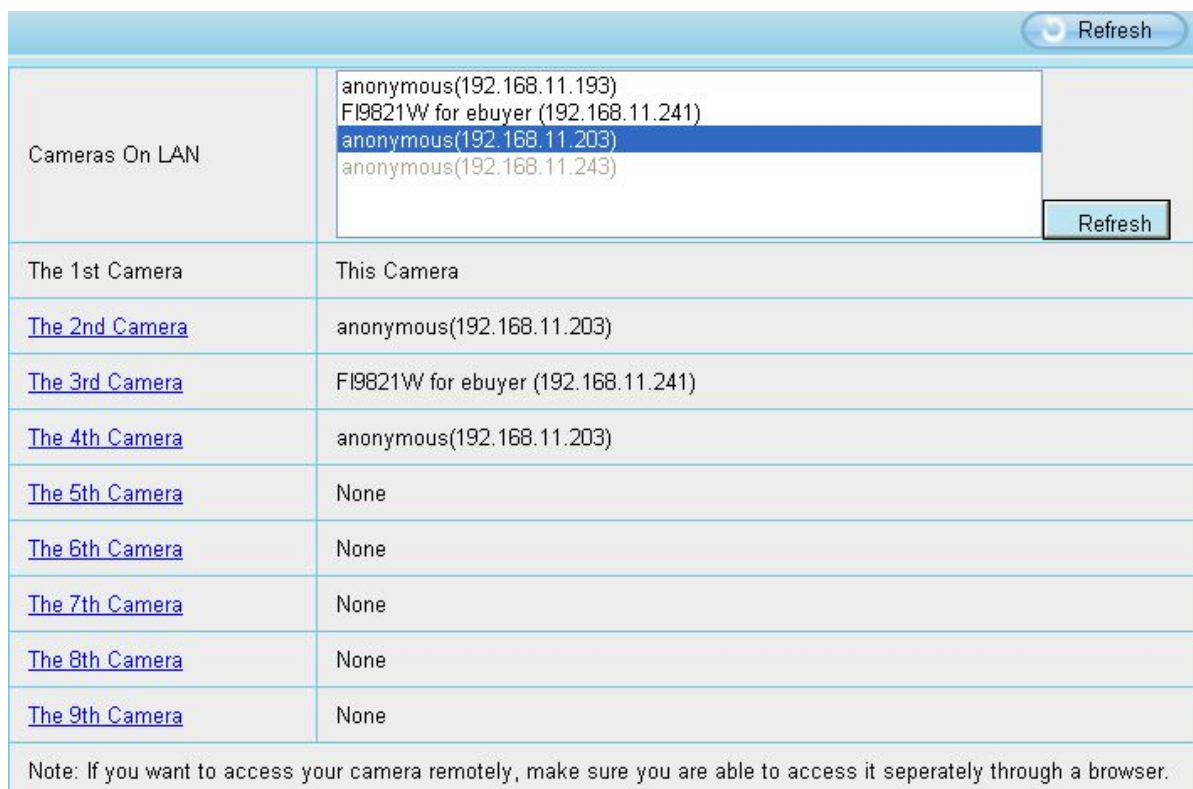 Refresh
Cameras On LAN
anonymous(192.168.11.193)
FI9821W for ebuyer (192.168.11.241)
anonymous(192.168.11.203)
anonymous(192.168.11.243)
Refresh
The 1st Camera This Camera
The 2nd Camera anonymous(192.168.11.203)
The 3rd Camera FI9821W for ebuyer (192.168.11.241)
The 4th Camera anonymous(192.168.11.203)
The 5th Camera None
The 6th Camera None
The 7th Camera None
The 8th Camera None
The 9th Camera None
Note: If you want to access your camera remotely, make sure you are able to access it seperately through a browser.